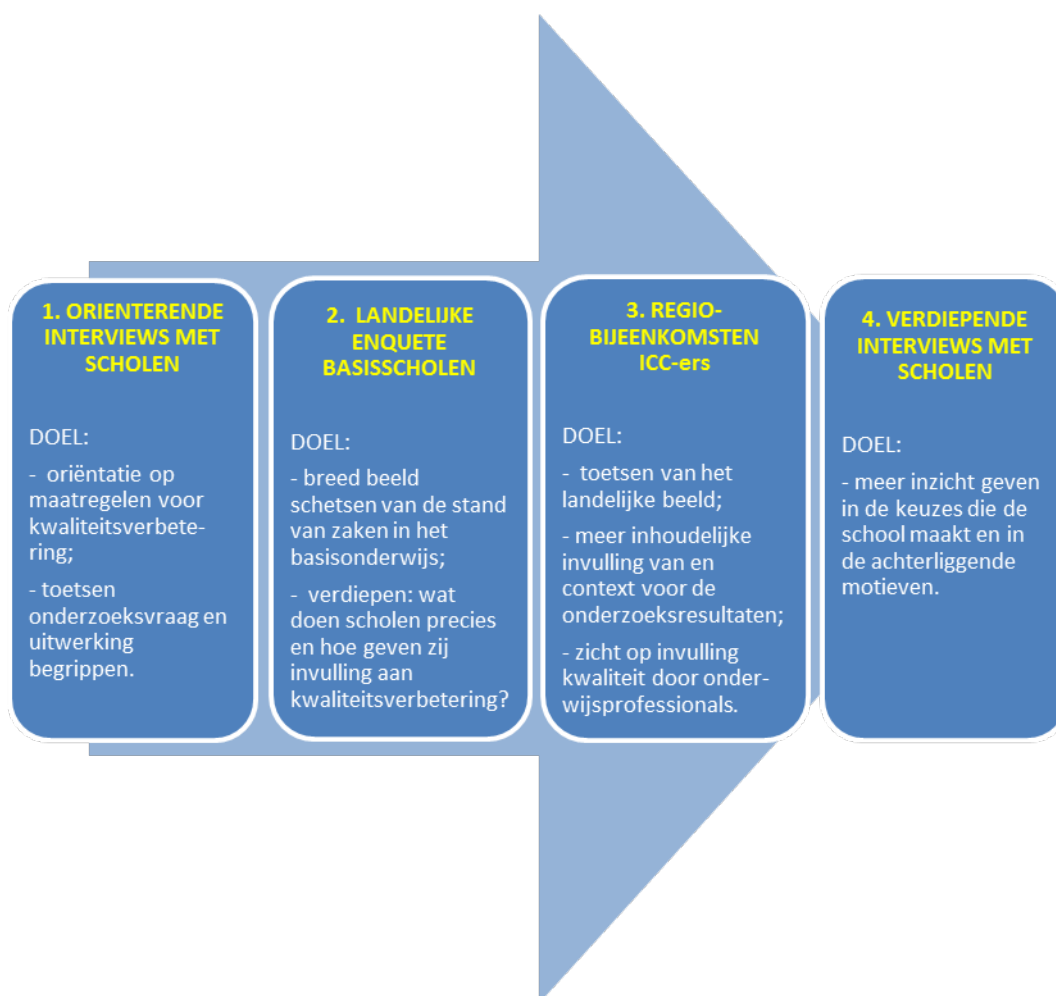 1. ORIENTERENDE
INTERVIEWS MET
SCHOLEN
DOEL:
- oriëntatie op
maatregelen voor
kwaliteitsverbete-
ring;
- toetsen
onderzoeksvraag en
uitwerking
begrippen.
2. LANDELIJKE
ENQUETE
BASISSCHOLEN
DOEL:
- breed beeld
schetsen van de stand
van zaken in het
basisonderwijs;
- verdiepen: wat
doen scholen precies
en hoe geven zij
invulling aan
kwaliteitsverbetering?
3. REGIO-
BIJEENKOMSTEN
ICC-ers
DOEL:
- toetsen van het
landelijke beeld;
- meer inhoudelijke
invulling van en
context voor de
onderzoeksresultaten;
- zicht op invulling
kwaliteit door onder-
wijsprofessionals.
4. VERDIEPENDE
INTERVIEWS MET
SCHOLEN
DOEL:
- meer inzicht geven
in de keuzes die de
school maakt en in
de achterliggende
motieven.